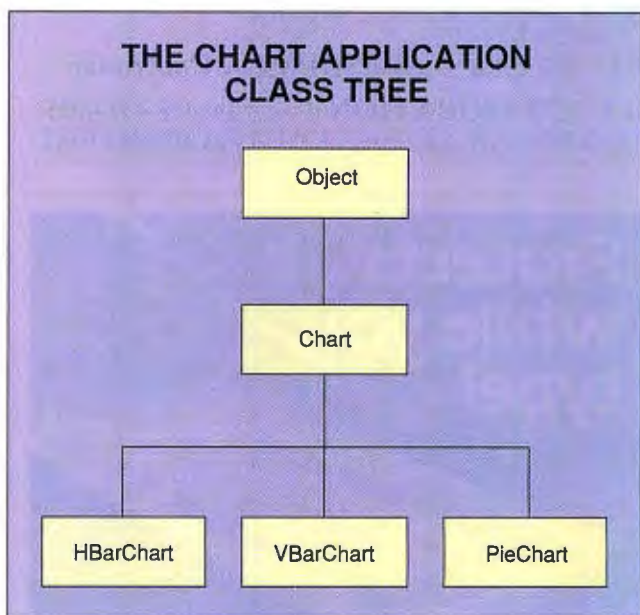 THE CHART APPLICATION
CLASS TREE
Object
Chart
HBarChart
VBarChart
PieChart